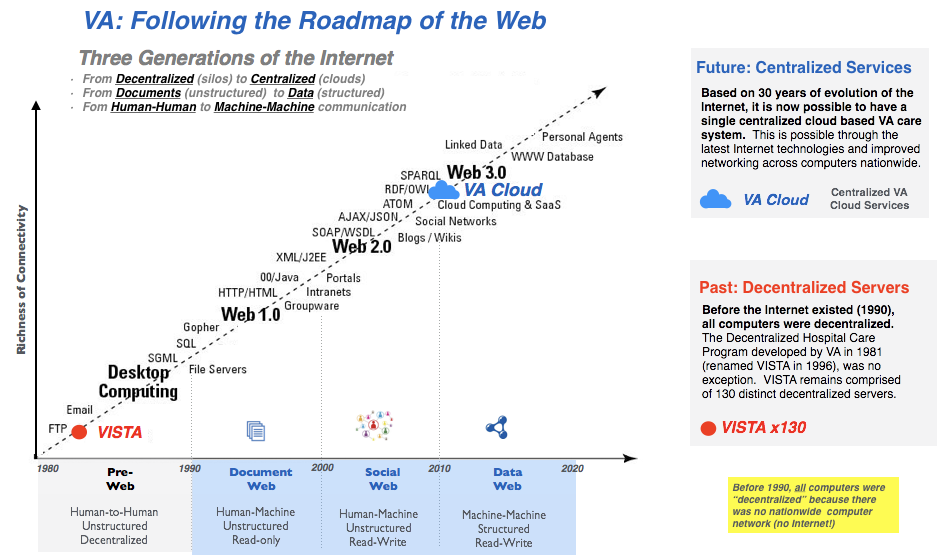 VA: Following the Roadmap of the Web
Three Generations of the Internet
· From Decentralized (silos) to Centralized (clouds)
· From Documents (unstructured) to Data (structured)
· Fom Human-Human to Machine-Machine communication
Richness of Connectivity
Personal Agents
Linked Data
WWW Database
Web 3.0
SPARQL
RDF/OWL
VA Cloud
ATOM
Cloud Computing & SaaS
AJAX/JSON
Social Networks
SOAP/WSDL
Blogs / Wikis
Web 2.0
XML/J2EE
00/Java
Portals
HTTP/HTML
Intranets
Groupware
Web 1.0
Gopher
SQL
SGML
File Servers
Desktop
Computing
Email
FTP
VISTA
1980
1990
2000
2010
2020
Pre-
Web
Human-to-Human
Unstructured
Decentralized
Document
Web
Human-Machine
Unstructured
Read-only
Social
Web
Human-Machine
Unstructured
Read-Write
Data
Web
Machine-Machine
Structured
Read-Write
Future: Centralized Services
Based on 30 years of evolution of the
Internet, it is now possible to have a
single centralized cloud based VA care
system. This is possible through the
latest Internet technologies and improved
networking across computers nationwide.
VA Cloud
Centralized VA
Cloud Services
Past: Decentralized Servers
Before the Internet existed (1990),
all computers were decentralized.
The Decentralized Hospital Care
Program developed by VA in 1981
(renamed VISTA in 1996), was no
exception. VISTA remains comprised
of 130 distinct decentralized servers.
VISTA x130
Before 1990, all computers were
“decentralized” because there
was no nationwide computer
network (no Internet!)